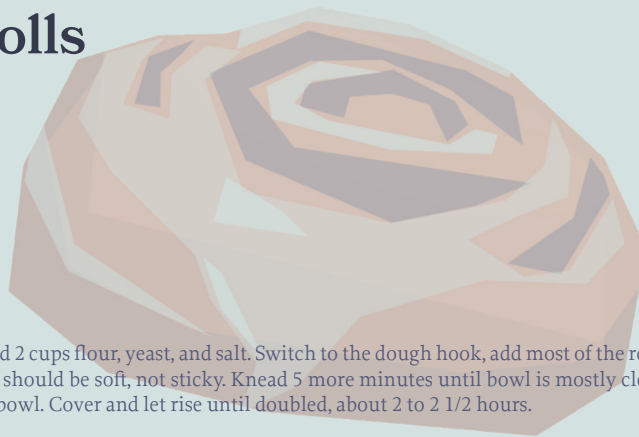 olls
d 2 cups flour, yeast, and salt. Switch to the dough hook, add most of the re
should be soft, not sticky. Knead 5 more minutes until bowl is mostly cle
bowl. Cover and let rise until doubled, about 2 to 2 1/2 hours.